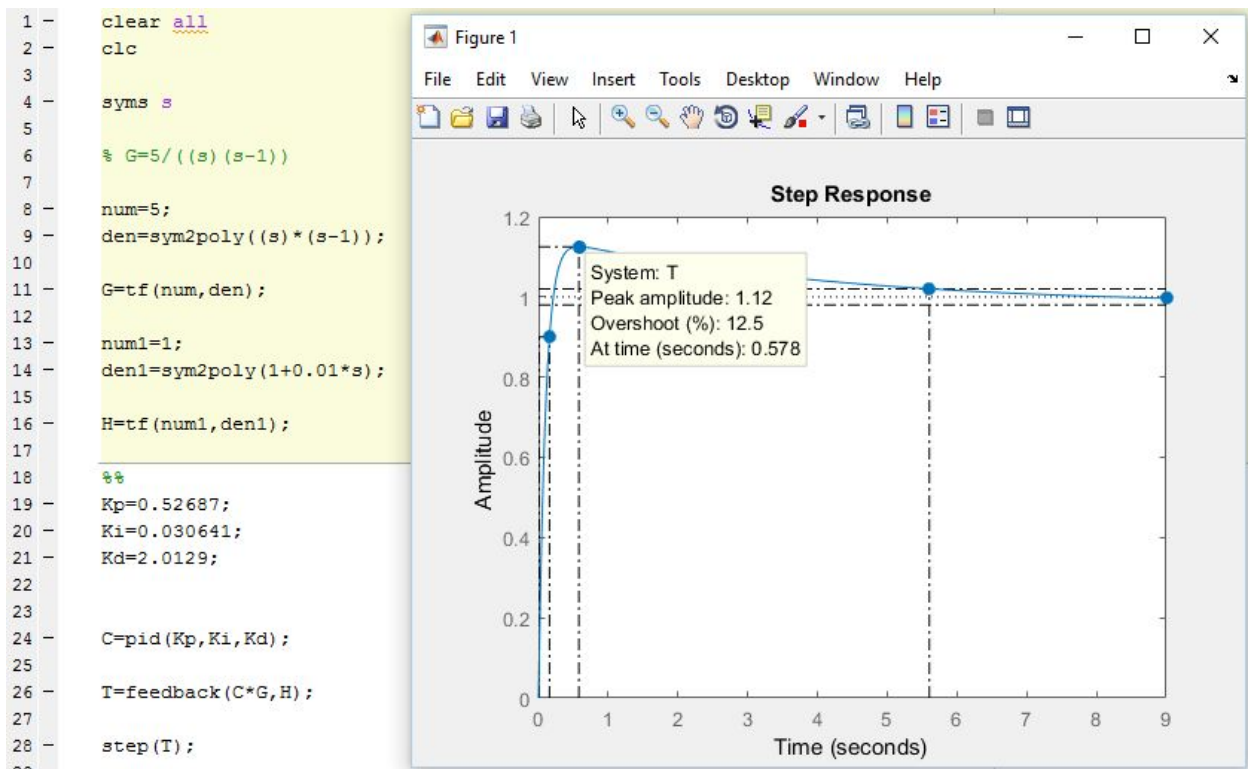 1 - clear all
2 - clc
3
4 - syms s
5
6 % G=5/((s)(s-1))
7
8 - num=5;
9 - den=sym2poly((s)*(s-1));
10
11 - G=tf(num,den);
12
13 - num1=1;
14 - den1=sym2poly(1+0.01*s);
15
16 - H=tf(num1,den1);
17
18 %%
19 - Kp=0.52687;
20 - Ki=0.030641;
21 - Kd=2.0129;
22
23
24 - C=pid(Kp,Ki,Kd);
25
26 - T=feedback(C*G,H);
27
28 - step(T);
Figure 1
File Edit View Insert Tools Desktop Window Help
Step Response
1.2
1
0.8
0.6
0.4
0.2
0
Amplitude
System: T
Peak amplitude: 1.12
Overshoot (%): 12.5
At time (seconds): 0.578
0 1 2 3 4 5 6 7 8 9
Time (seconds)